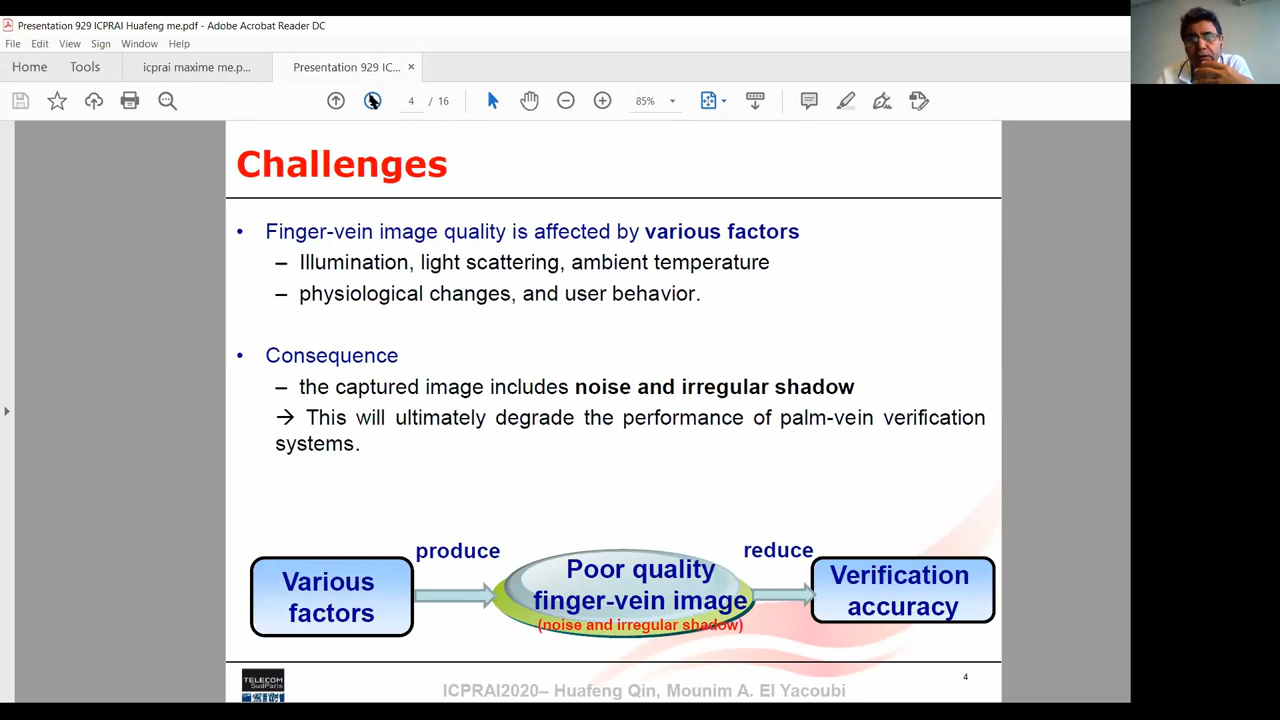 Presentation 929 ICPRAI Huafeng me.pdf - Adobe Acrobat Reader DC
File Edit View Sign Window Help
Home Tools icprai maxime me.p... Presentation 929 IC... ×
4 / 16 85%
Challenges
• Finger-vein image quality is affected by various factors
– Illumination, light scattering, ambient temperature
– physiological changes, and user behavior.
• Consequence
– the captured image includes noise and irregular shadow
→ This will ultimately degrade the performance of palm-vein verification
systems.
produce reduce
Various
factors
Poor quality
finger-vein image
(noise and irregular shadow)
Verification
accuracy
4
TELECOM
SudParis
ICPRAI2020– Huafeng Qin, Mounim A. El Yacoubi